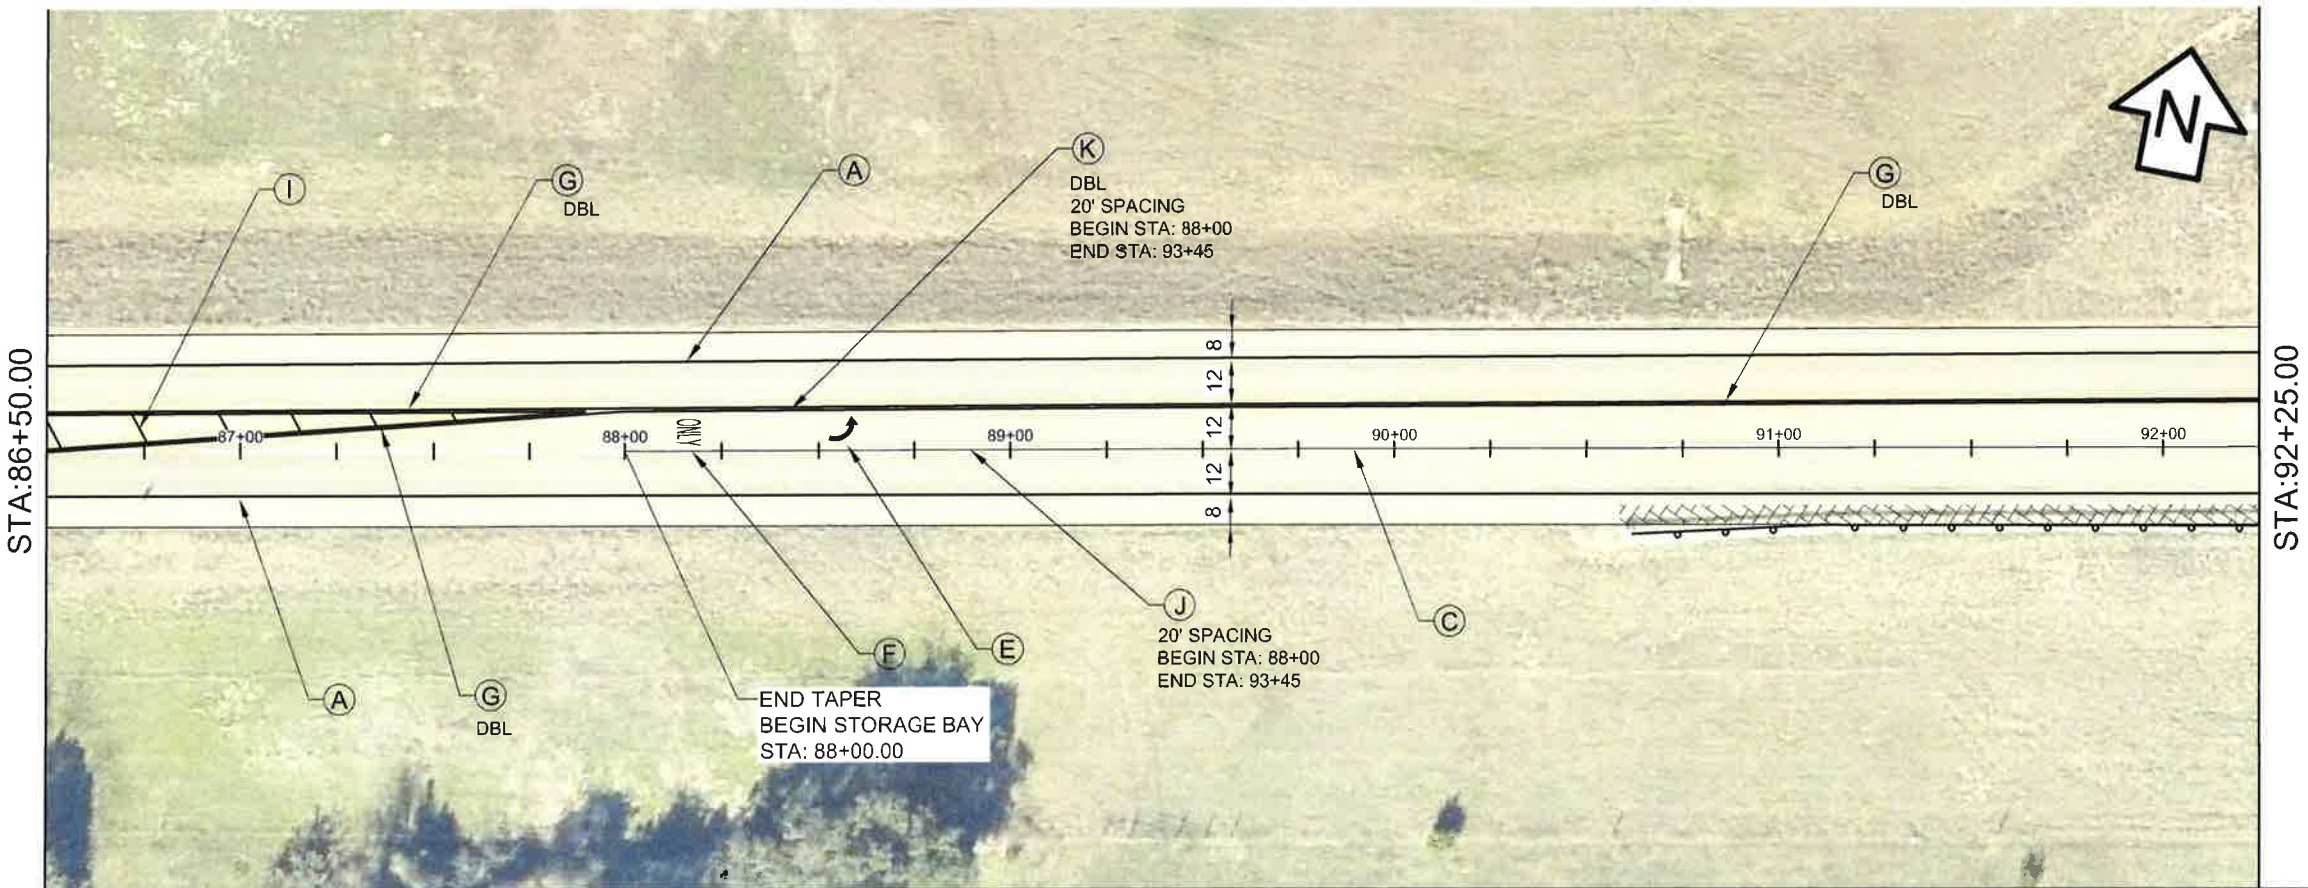 N
I
G
DBL
A
K
DBL
20' SPACING
BEGIN STA: 88+00
END STA: 93+45
G
DBL
STA:86+50.00
STA:92+25.00
8
12
12
12
8
87+00
88+00
ONLY
89+00
90+00
91+00
92+00
A
G
DBL
F
E
J
20' SPACING
BEGIN STA: 88+00
END STA: 93+45
C
END TAPER
BEGIN STORAGE BAY
STA: 88+00.00